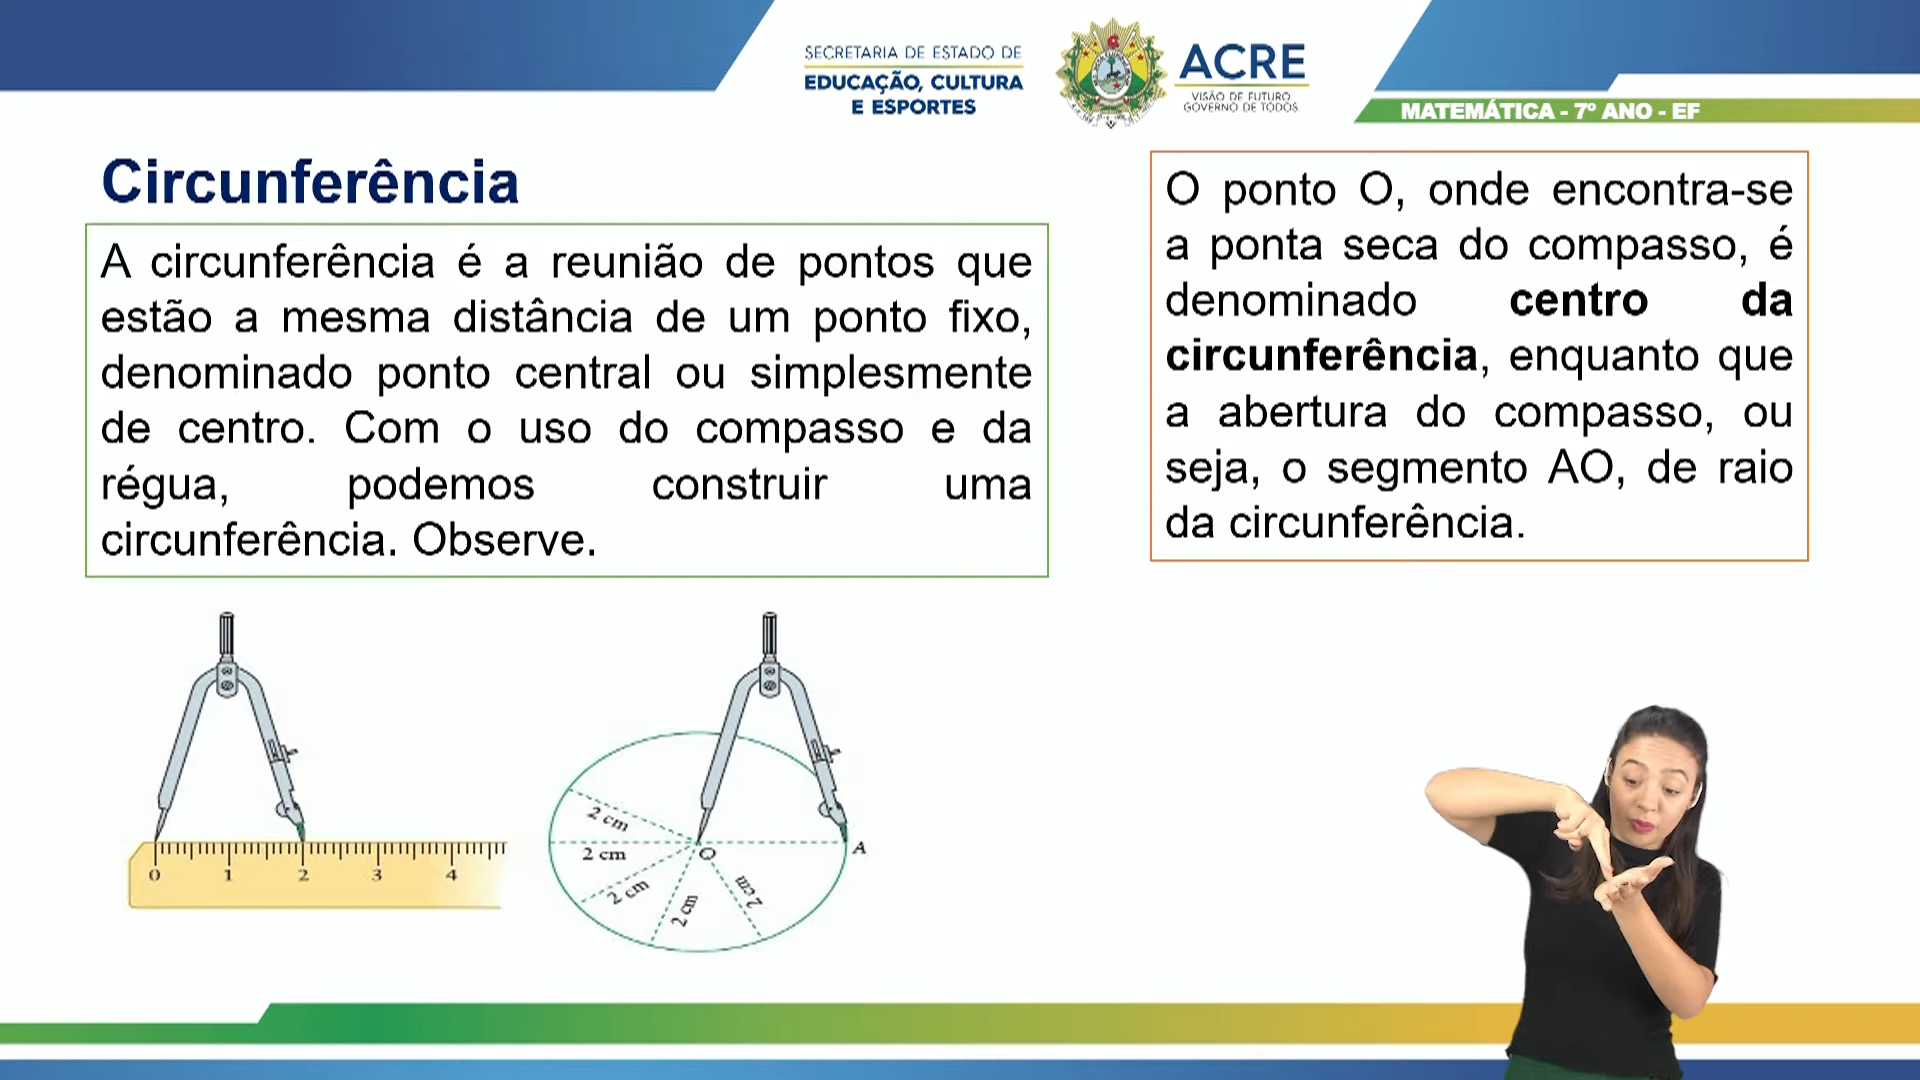 SECRETARIA DE ESTADO DE
EDUCAÇÃO, CULTURA
E ESPORTES
ACRE
VISÃO DE FUTURO
GOVERNO DE TODOS
MATEMÁTICA - 7º ANO - EF
Circunferência
A circunferência é a reunião de pontos que
estão a mesma distância de um ponto fixo,
denominado ponto central ou simplesmente
de centro. Com o uso do compasso e da
régua, podemos construir uma
circunferência. Observe.
O ponto O, onde encontra-se
a ponta seca do compasso, é
denominado centro da
circunferência, enquanto que
a abertura do compasso, ou
seja, o segmento AO, de raio
da circunferência.
0 1 2 3 4
2 cm
2 cm
2 cm
2 cm
2 cm
O
A